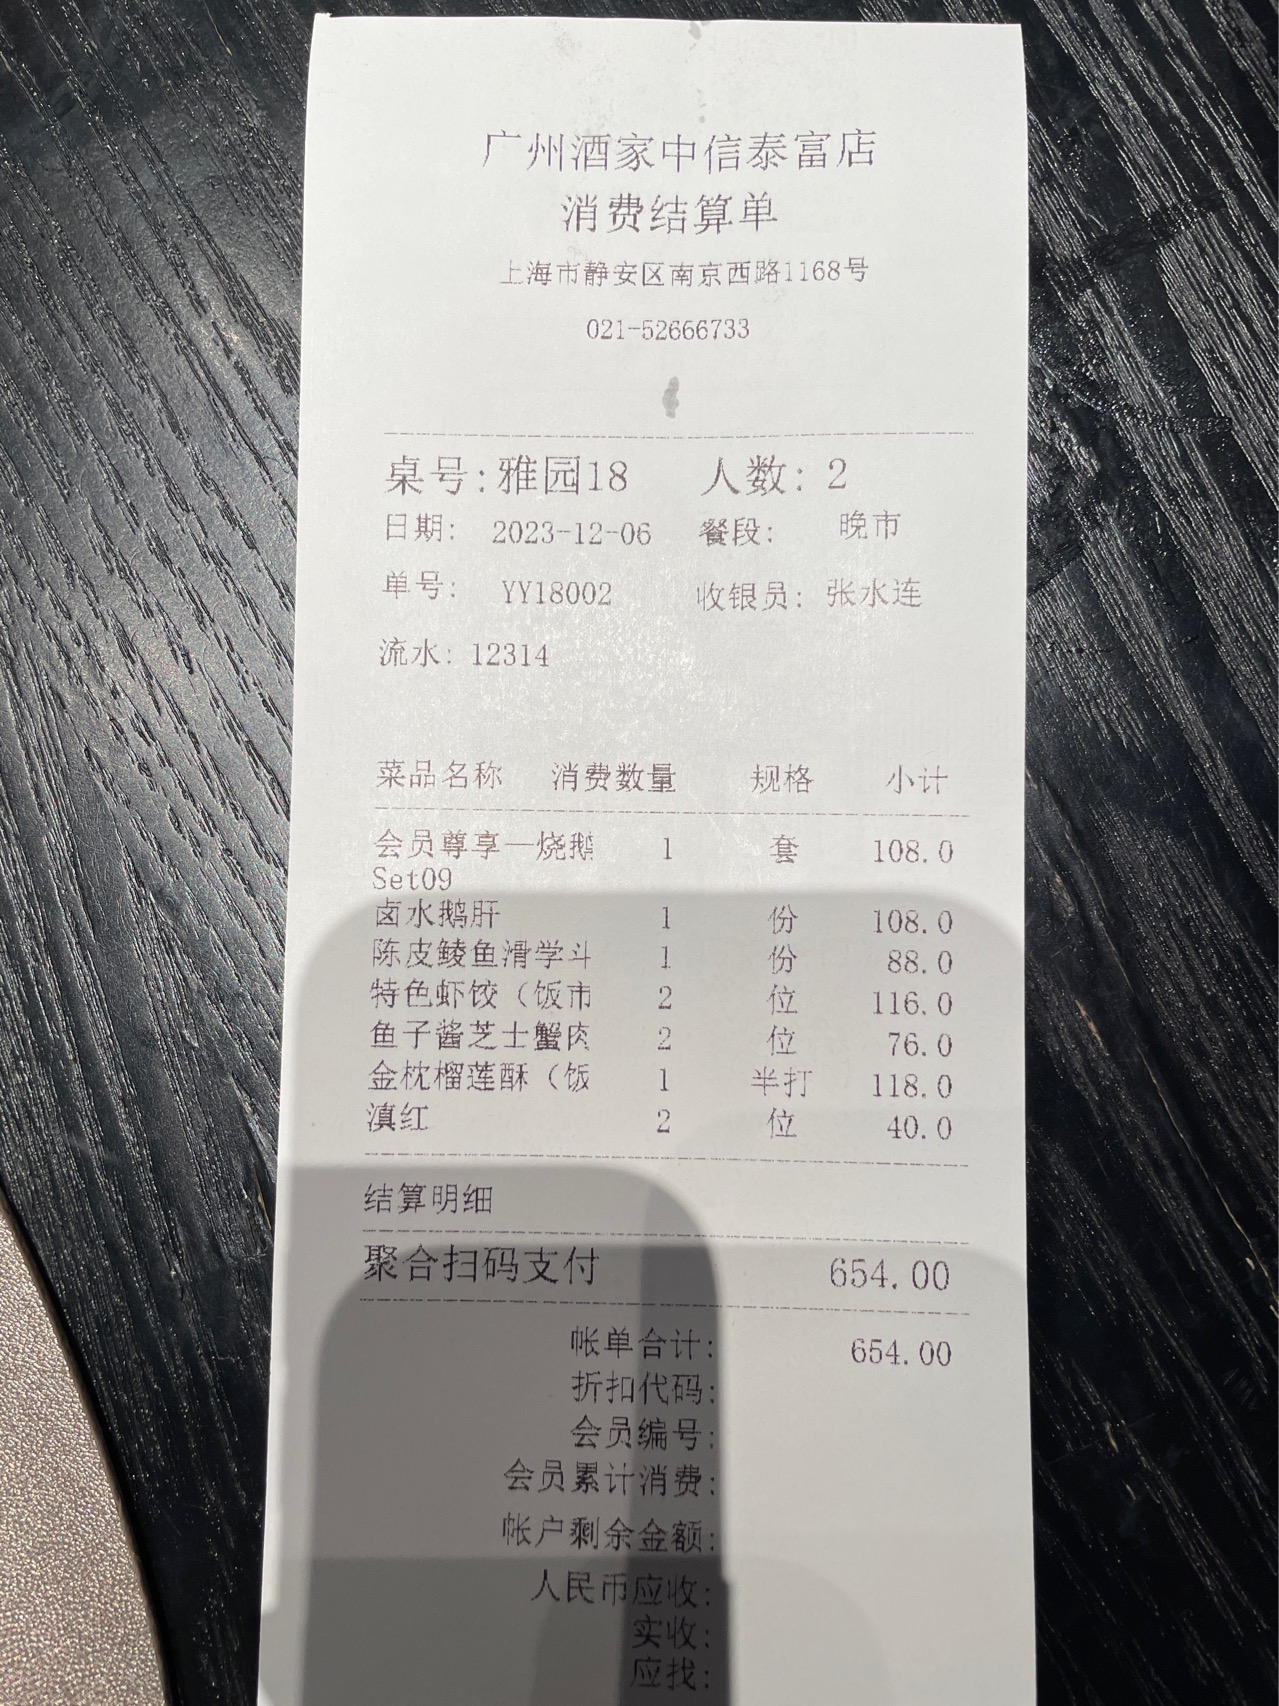 广州酒家中信泰富店
消费结算单
上海市静安区南京西路1168号
021-52666733
桌号:雅园18 人数: 2
日期: 2023-12-06 餐段: 晚市
单号: YY18002 收银员: 张水连
流水: 12314
菜品名称 消费数量 规格 小计
会员尊享一烧鹅 1 套 108.0
Set09
卤水鹅肝 1 份 108.0
陈皮鲮鱼滑学斗 1 份 88.0
特色虾饺（饭市 2 位 116.0
鱼子酱芝士蟹肉 2 位 76.0
金枕榴莲酥（饭 1 半打 118.0
滇红 2 位 40.0
结算明细
聚合扫码支付 654.00
帐单合计: 654.00
折扣代码:
会员编号:
会员累计消费:
帐户剩余金额:
人民币应收:
实收:
应找: